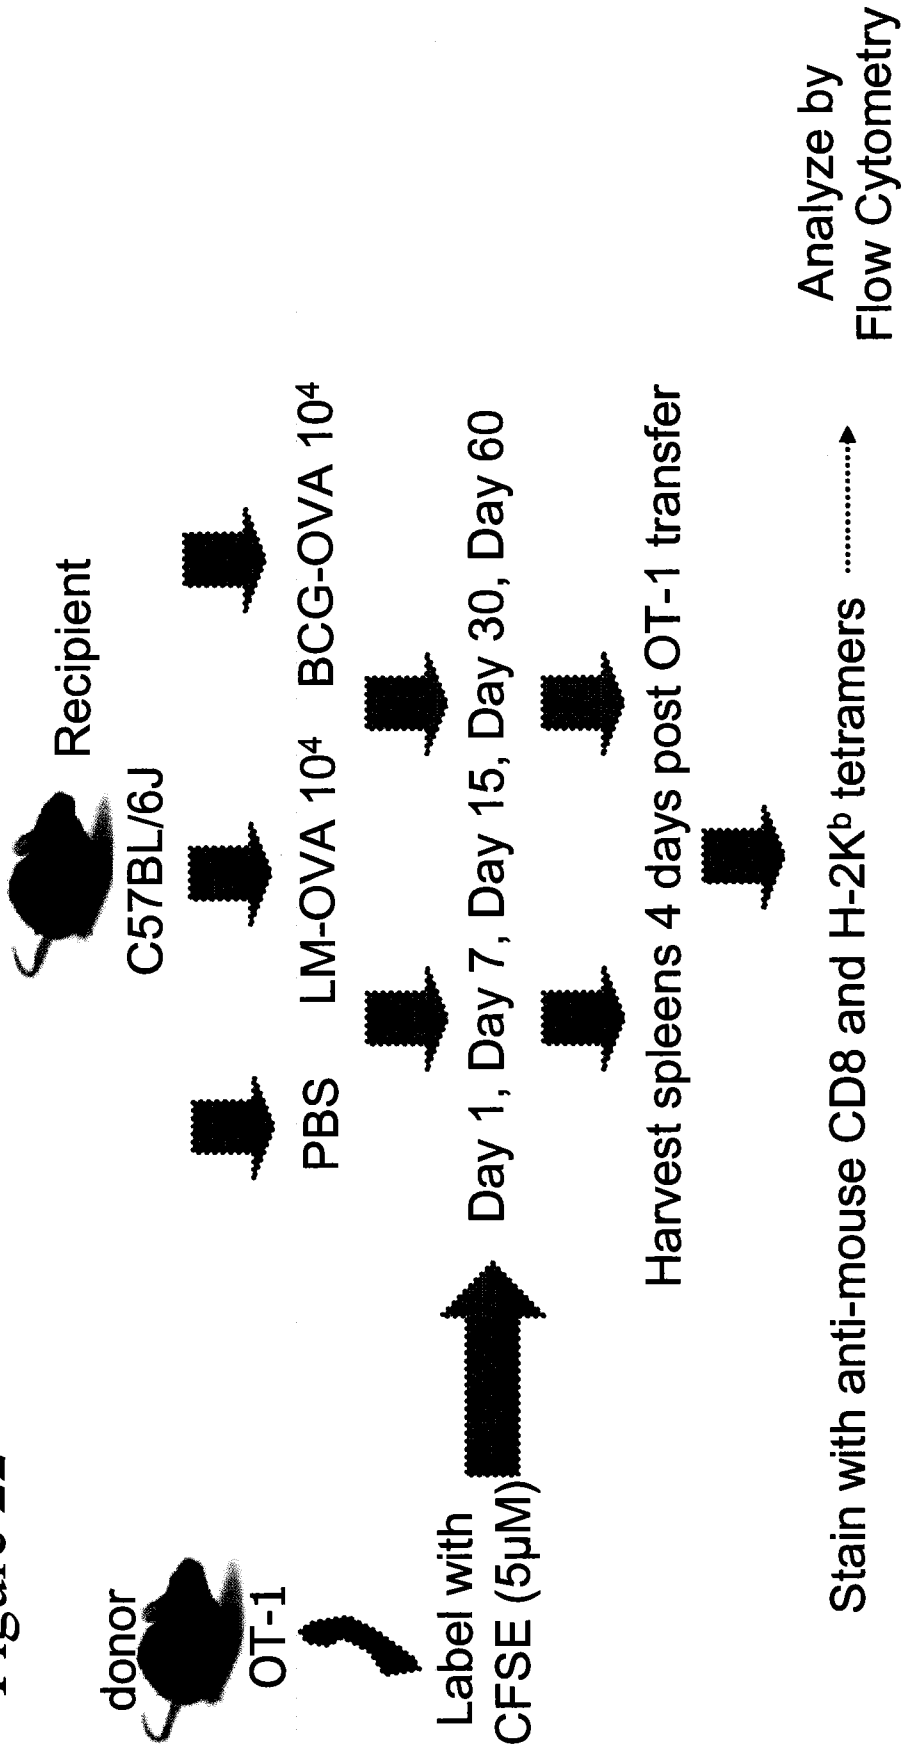 donor
OT-1
Label with
CFSE (5µM)
Recipient
C57BL/6J
PBS
LM-OVA 10⁴
BCG-OVA 10⁴
Day 1, Day 7, Day 15, Day 30, Day 60
Harvest spleens 4 days post OT-1 transfer
Stain with anti-mouse CD8 and H-2Kᵇ tetramers
Analyze by
Flow Cytometry